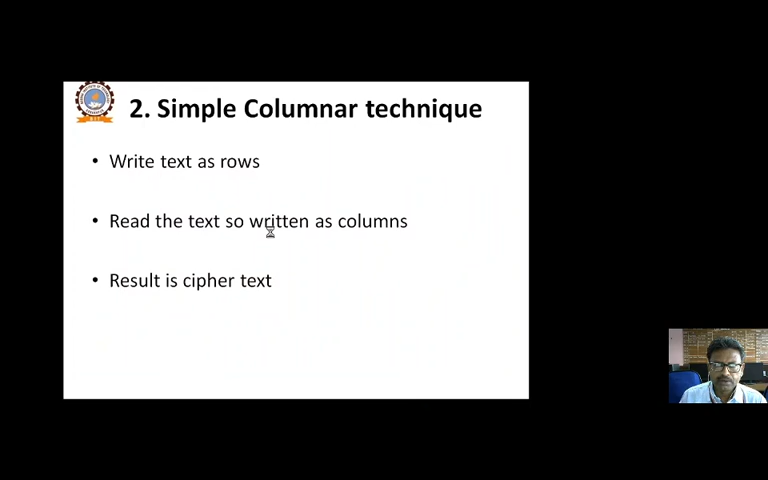 2. Simple Columnar technique
• Write text as rows
• Read the text so written as columns
• Result is cipher text